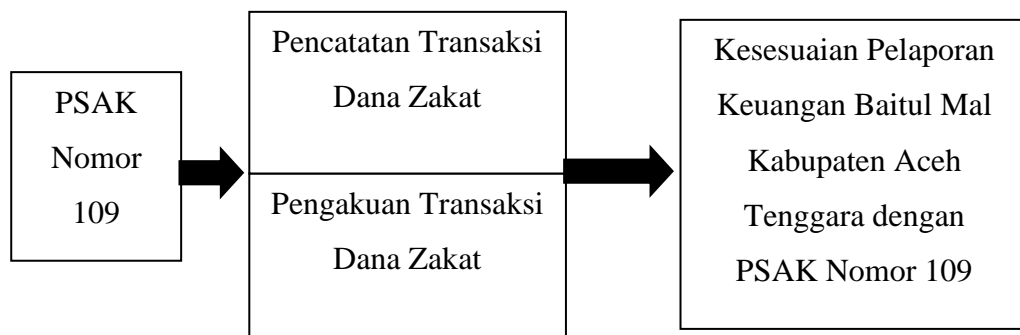 PSAK
Nomor
109
Pencatatan Transaksi
Dana Zakat
Pengakuan Transaksi
Dana Zakat
Kesesuaian Pelaporan
Keuangan Baitul Mal
Kabupaten Aceh
Tenggara dengan
PSAK Nomor 109